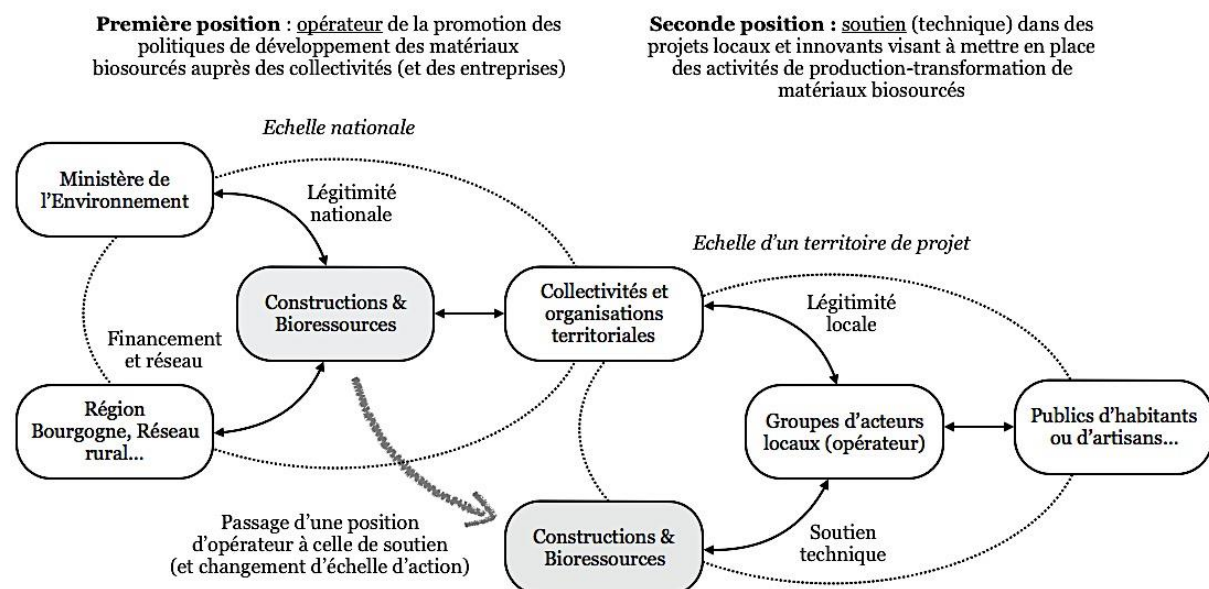 Première position : opérateur de la promotion des
politiques de développement des matériaux
biosourcés auprès des collectivités (et des entreprises)
Seconde position : soutien (technique) dans des
projets locaux et innovants visant à mettre en place
des activités de production-transformation de
matériaux biosourcés
Echelle nationale
Ministère de
l'Environnement
Légitimité
nationale
Echelle d'un territoire de projet
Constructions &
Bioressources
Collectivités et
organisations
territoriales
Légitimité
locale
Financement
et réseau
Région
Bourgogne, Réseau
rural...
Groupes d'acteurs
locaux (opérateur)
Publics d'habitants
ou d'artisans...
Passage d'une position
d'opérateur à celle de soutien
(et changement d'échelle d'action)
Constructions &
Bioressources
Soutien
technique